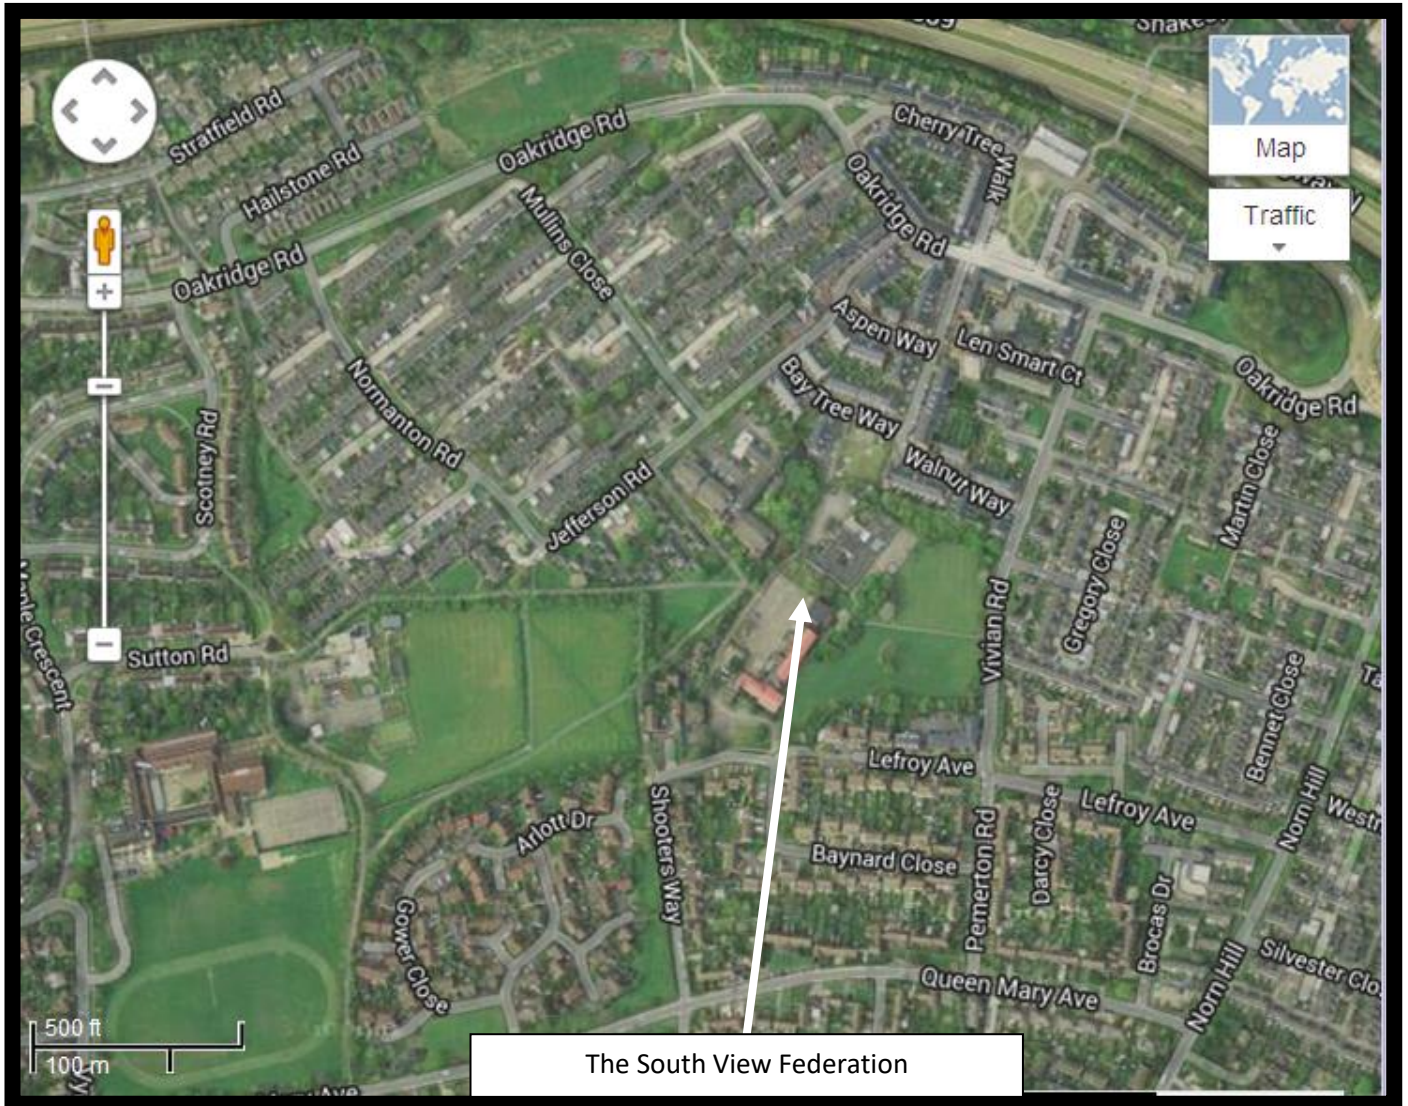 Stratfield Rd
Hailstone Rd
Oakridge Rd
Cherry Tree Walk
Map
Traffic
Oakridge Rd
Mullins Close
Oakridge Rd
Aspen Way
Len Smart Ct
Oakridge Rd
Bay Tree Way
Normanton Rd
Scotney Rd
Jefferson Rd
Walnut Way
Martin Close
Gregory Close
Vivian Rd
Maple Crescent
Sutton Rd
Bennet Close
Lefroy Ave
Norn Hill
Lefroy Ave
Arlott Dr
Shooters Way
Baynard Close
Pemerton Rd
Darcy Close
Brocas Dr
Gower Close
Queen Mary Ave
Norn Hill
500 ft
100 m
The South View Federation